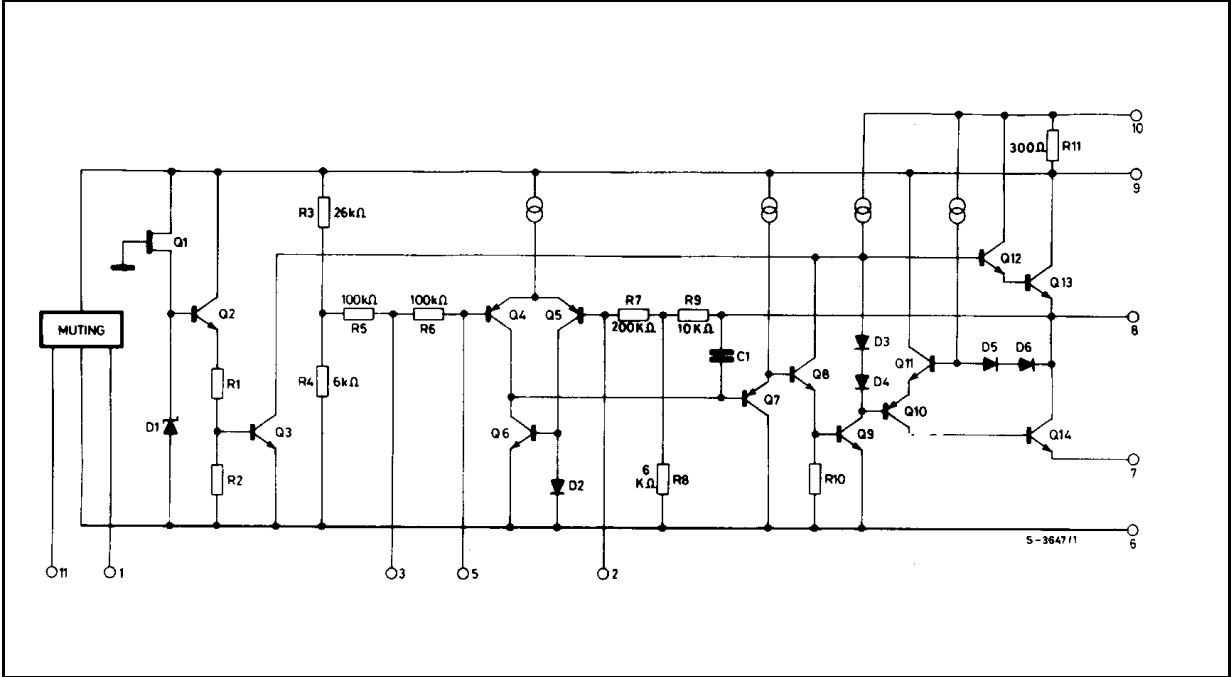 10
300Ω R11
9
R3 26kΩ
Q1
Q12
Q13
100kΩ 100kΩ
R5 R6
Q2
Q4 Q5
R7 R9
200KΩ 10KΩ
8
MUTING
C1
D3
D5 D6
Q11
D4
Q8
R4 6kΩ
R1
Q7
Q10
D1
Q3
Q6
Q9
Q14
7
R2
D2
6
KΩ R8
R10
S-3647/1
6
11 1 3 5 2